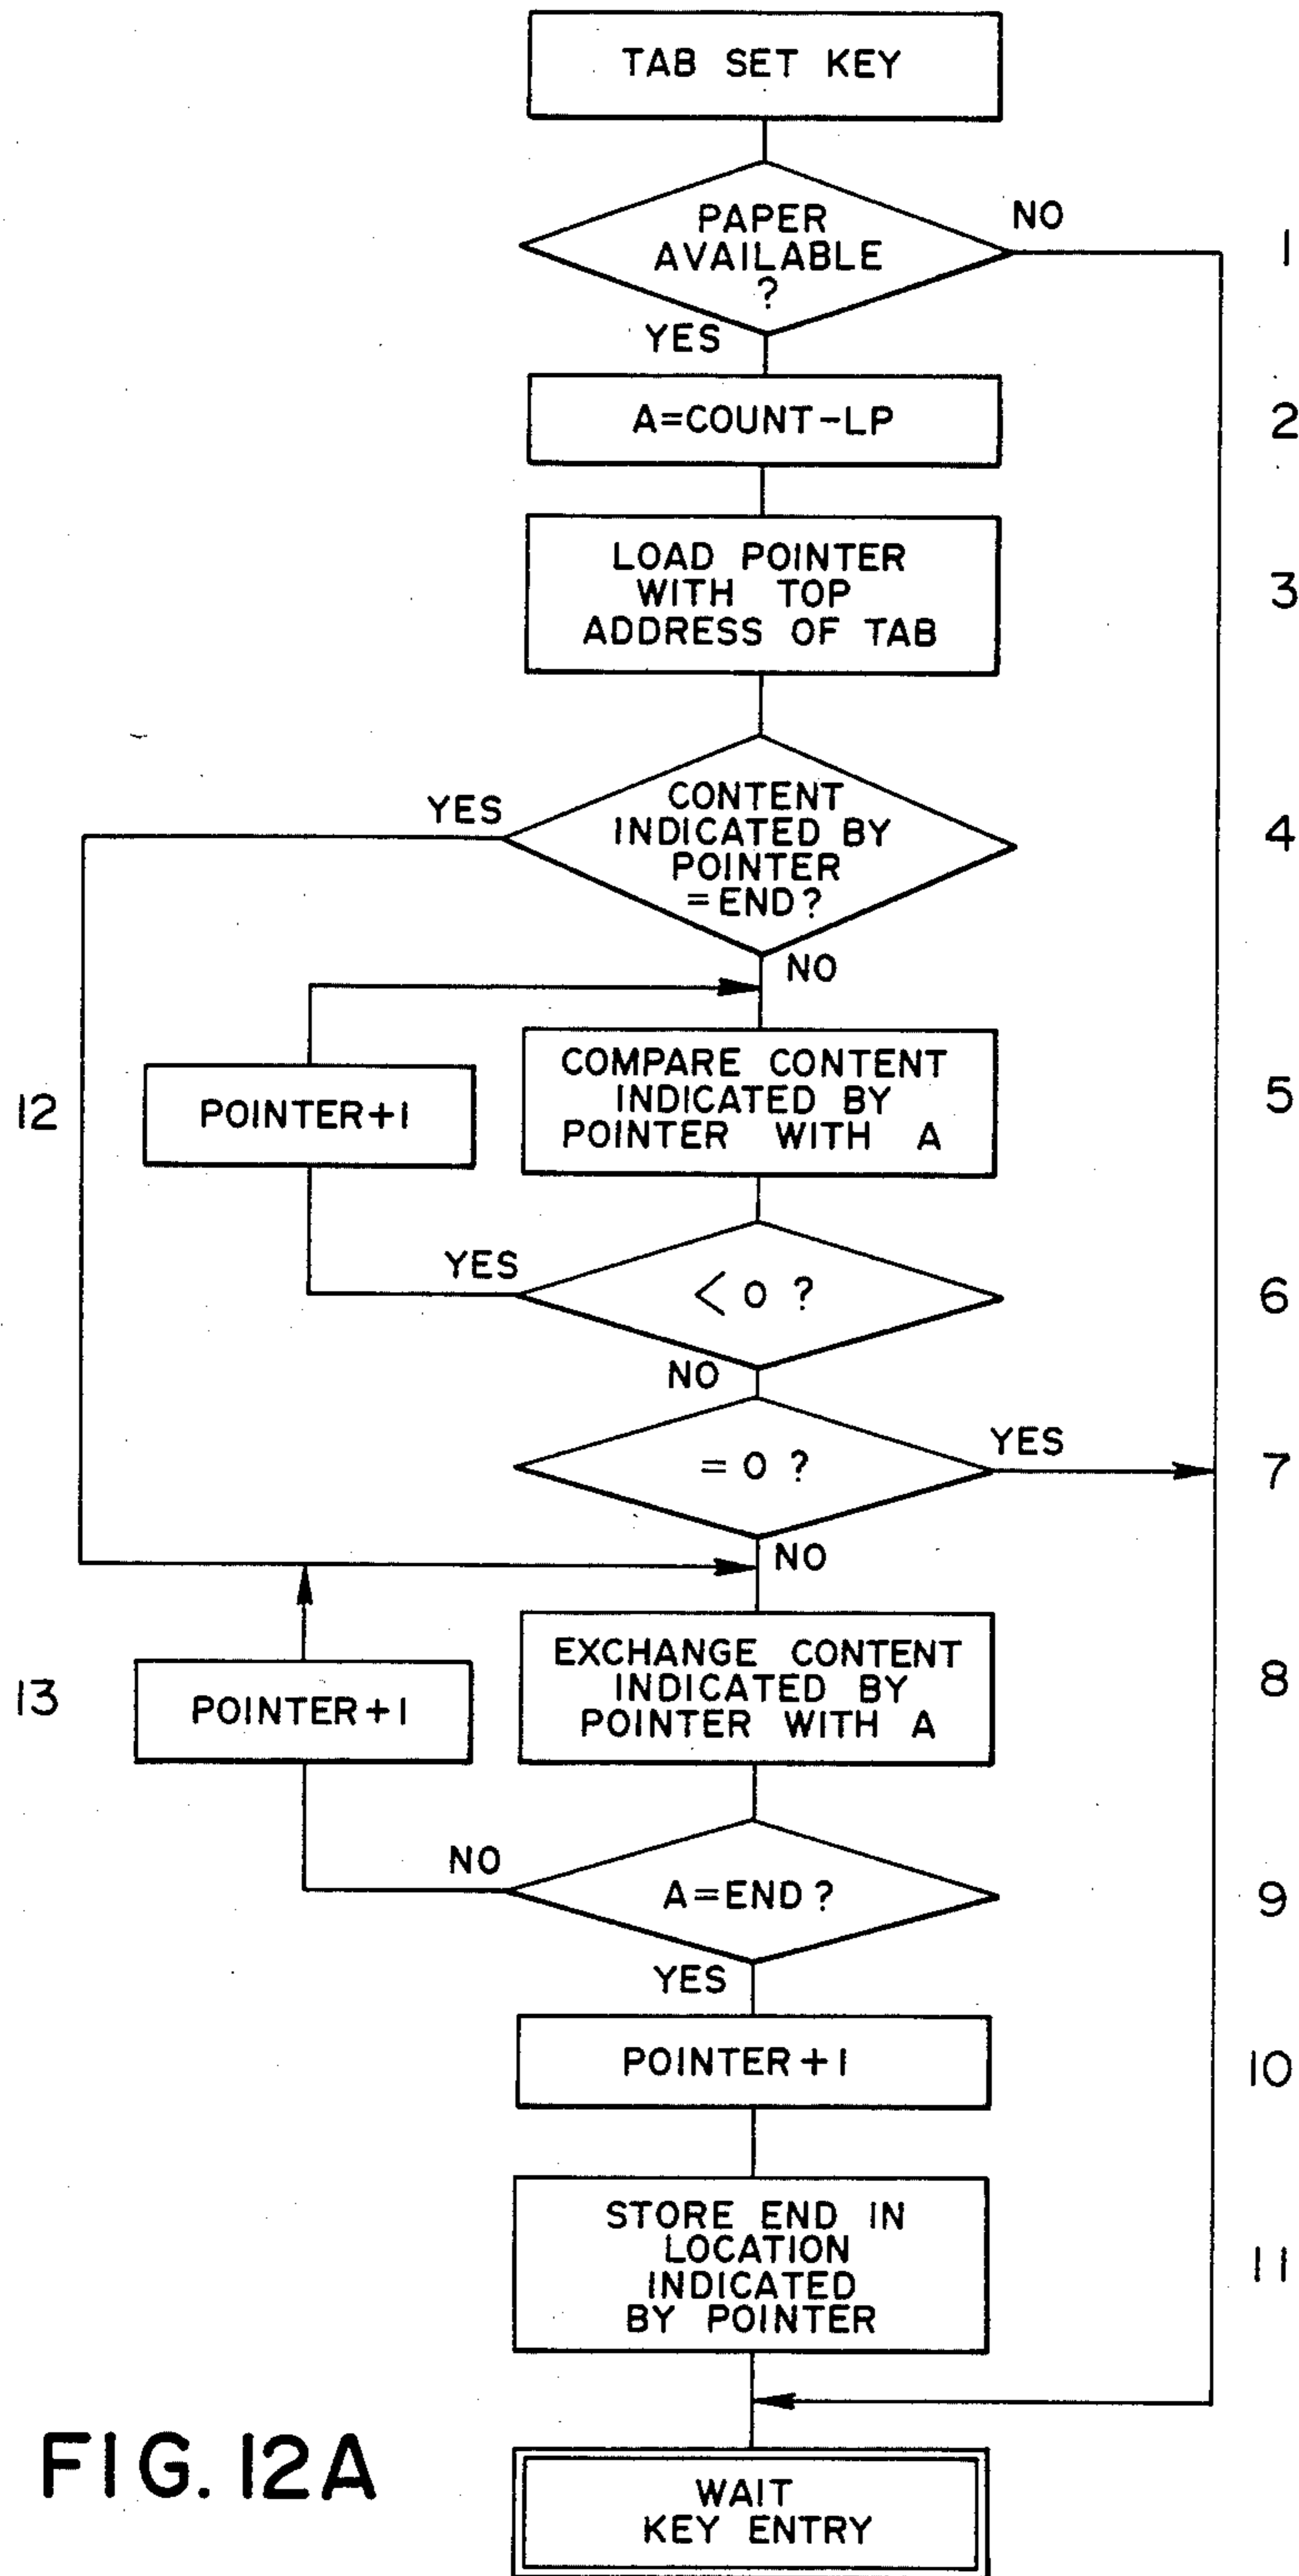 TAB SET KEY
PAPER
AVAILABLE
?
NO
1
YES
A=COUNT-LP
2
LOAD POINTER
WITH TOP
ADDRESS OF TAB
3
YES
CONTENT
INDICATED BY
POINTER
=END?
4
NO
12
POINTER+1
COMPARE CONTENT
INDICATED BY
POINTER WITH A
5
YES
< 0 ?
6
NO
= 0 ?
YES
7
NO
13
POINTER+1
EXCHANGE CONTENT
INDICATED BY
POINTER WITH A
8
NO
A=END?
9
YES
POINTER+1
10
STORE END IN
LOCATION
INDICATED
BY POINTER
11
FIG. 12A
WAIT
KEY ENTRY